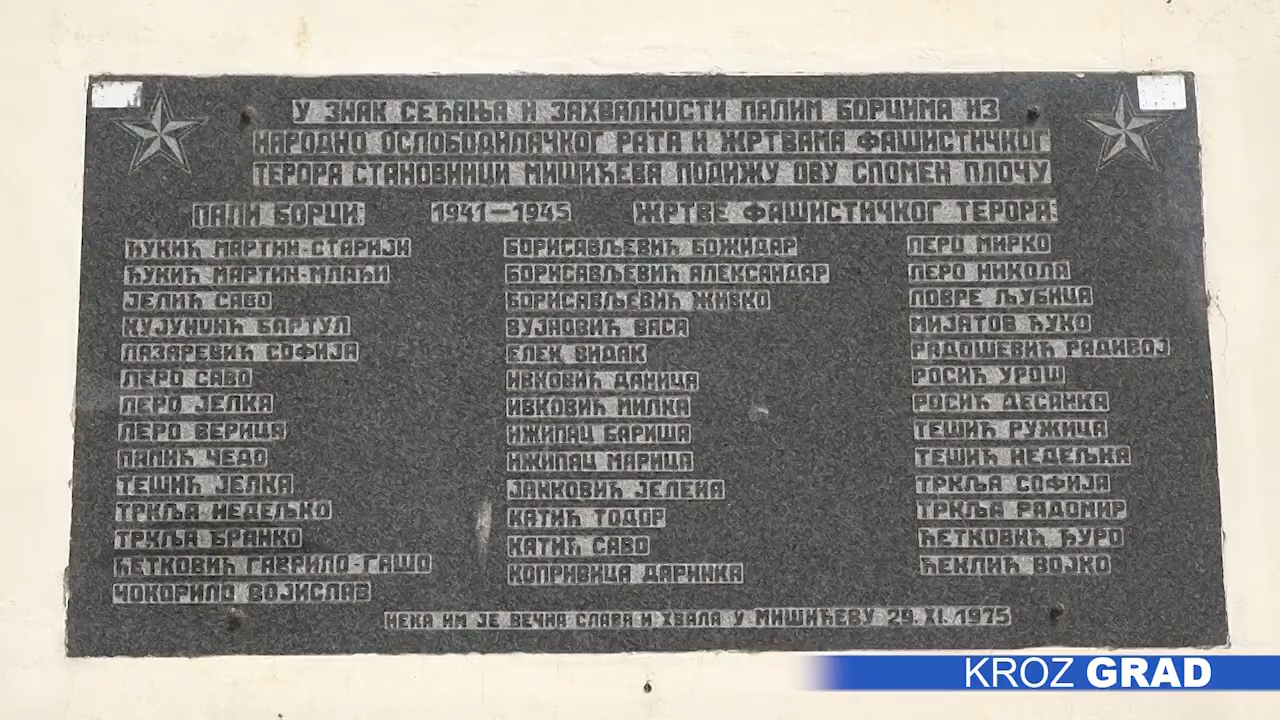 У ЗНАК СЕЋАЊА И ЗАХВАЛНОСТИ ПАЛИМ БОРЦИМА ИЗ
НАРОДНО ОСЛОБОДИЛАЧКОГ РАТА И ЖРТВАМА ФАШИСТИЧКОГ
ТЕРОРА СТАНОВНИЦИ МИШИЋЕВА ПОДИЖУ ОВУ СПОМЕН ПЛОЧУ
ПАЛИ БОРЦИ: 1941—1945 ЖРТВЕ ФАШИСТИЧКОГ ТЕРОРА:
ЂУКИЋ МАРТИН-СТАРИЈИ
ЂУКИЋ МАРТИН-МЛАЂИ
ЈЕЛИЋ САВО
КУЈУНЏИЋ БАРТУЛ
ЛАЗАРЕВИЋ СОФИЈА
ПЕРО САВО
ПЕРО ЈЕЛКА
ПЕРО ВЕРИЦА
ПАПИЋ ЧЕДО
ТЕШИЋ ЈЕЛКА
ТРКЉА НЕДЕЉКО
ТРКЉА БРАНКО
ЋЕТКОВИЋ ГАВРИЛО-ГАШО
ЧОКОРИЛО ВОЈИСЛАВ
БОРИСАВЉЕВИЋ БОЖИДАР
БОРИСАВЉЕВИЋ АЛЕКСАНДАР
БОРИСАВЉЕВИЋ ЖИВКО
ВУЈНОВИЋ ВАСА
ЕЛЕК ВИДАК
ИВКОВИЋ ДАНИЦА
ИВКОВИЋ МИЛКА
ИЖИПАЦ БАРИША
ИЖИПАЦ МАРИЦА
ЈАНКОВИЋ ЈЕЛЕНА
КАТИЋ ТОДОР
КАТИЋ САВО
КОПРИВИЦА ДАРИНКА
ПЕРО МИРКО
ПЕРО НИКОЛА
ЛОВРЕ ЉУБИЦА
МИЈАТОВ ЂУКО
РАДОШЕВИЋ РАДИВОЈ
РОСИЋ УРОШ
РОСИЋ ДЕСАНКА
ТЕШИЋ РУЖИЦА
ТЕШИЋ НЕДЕЉКА
ТРКЉА СОФИЈА
ТРКЉА РАДОМИР
ЋЕТКОВИЋ ЂУРО
ЋЕКЛИЋ ВОЈКО
НЕКА ИМ ЈЕ ВЕЧНА СЛАВА И ХВАЛА У МИШИЋЕВУ 29. XI. 1975
KROZ GRAD